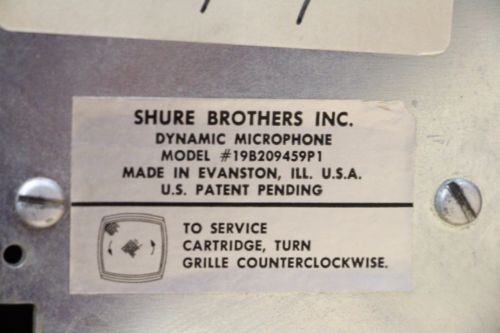 SHURE BROTHERS INC.
DYNAMIC MICROPHONE
MODEL #19B209459P1
MADE IN EVANSTON, ILL. U.S.A.
U.S. PATENT PENDING
TO SERVICE
CARTRIDGE, TURN
GRILLE COUNTERCLOCKWISE.